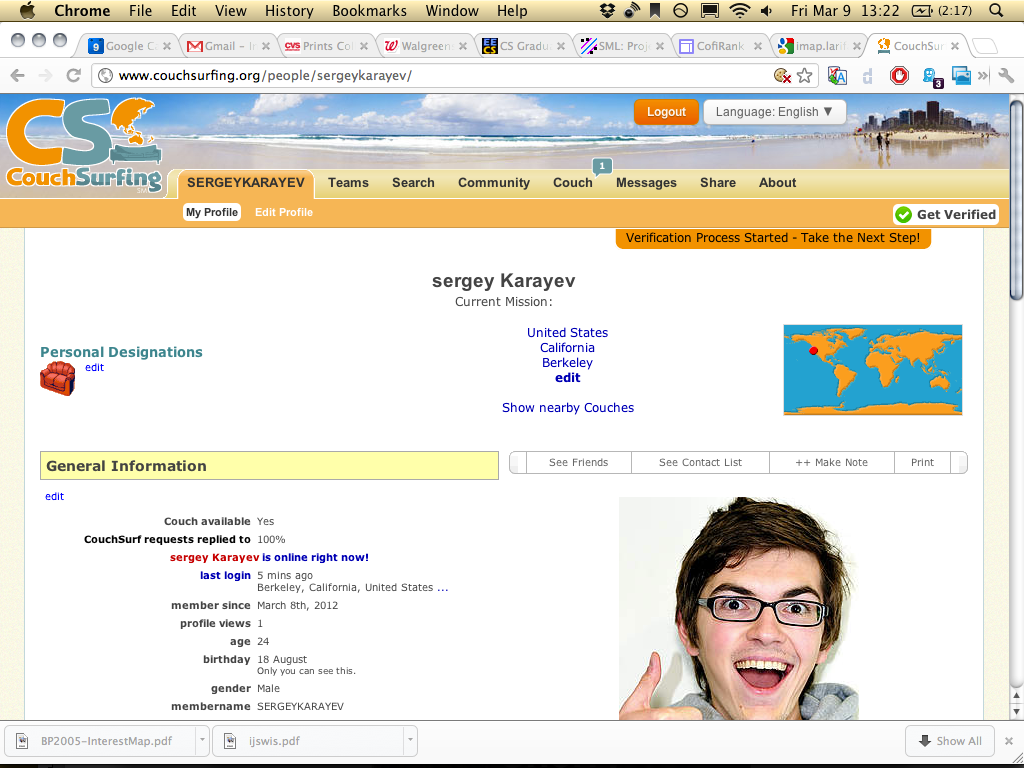 Chrome File Edit View History Bookmarks Window Help Fri Mar 9 13:22 (2:17)
9 Google C Gmail - I CVS Prints Co Walgreen EE CS CS Gradu SML: Proj CofiRank imap.larif CouchSur
www.couchsurfing.org/people/sergeykarayev/ 3
CS
CouchSurfing
Logout Language: English ▼
1
SERGEYKARAYEV Teams Search Community Couch Messages Share About
My Profile Edit Profile Get Verified
Verification Process Started - Take the Next Step!
sergey Karayev
Current Mission:
Personal Designations
edit
United States
California
Berkeley
edit
Show nearby Couches
General Information
See Friends See Contact List ++ Make Note Print
edit
Couch available Yes
CouchSurf requests replied to 100%
sergey Karayev is online right now!
last login 5 mins ago
Berkeley, California, United States ...
member since March 8th, 2012
profile views 1
age 24
birthday 18 August
Only you can see this.
gender Male
membername SERGEYKARAYEV
BP2005-InterestMap.pdf ijswis.pdf Show All